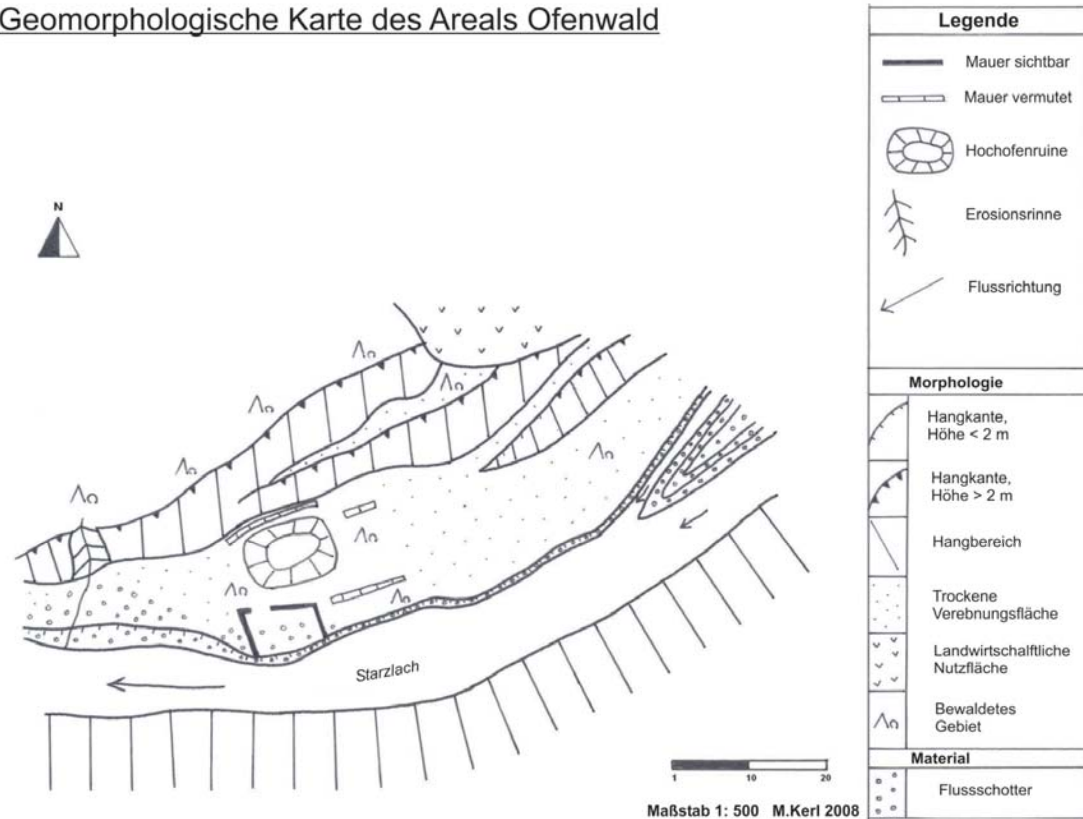 Geomorphologische Karte des Areals Ofenwald
N
Starzlach
1 10 20
Maßstab 1: 500 M.Kerl 2008
Legende
Mauer sichtbar
Mauer vermutet
Hochofenruine
Erosionsrinne
Flussrichtung
Morphologie
Hangkante,
Höhe < 2 m
Hangkante,
Höhe > 2 m
Hangbereich
Trockene
Verebnungsfläche
Landwirtschalftliche
Nutzfläche
Bewaldetes
Gebiet
Material
Flussschotter